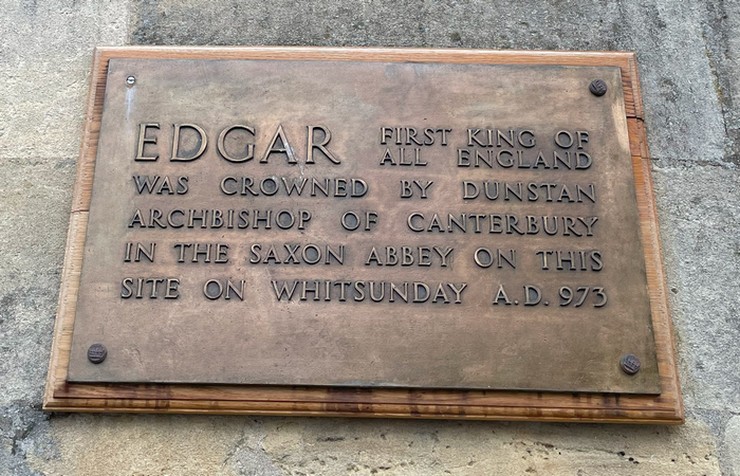 EDGAR FIRST KING OF
ALL ENGLAND
WAS CROWNED BY DUNSTAN
ARCHBISHOP OF CANTERBURY
IN THE SAXON ABBEY ON THIS
SITE ON WHITSUNDAY A.D. 973